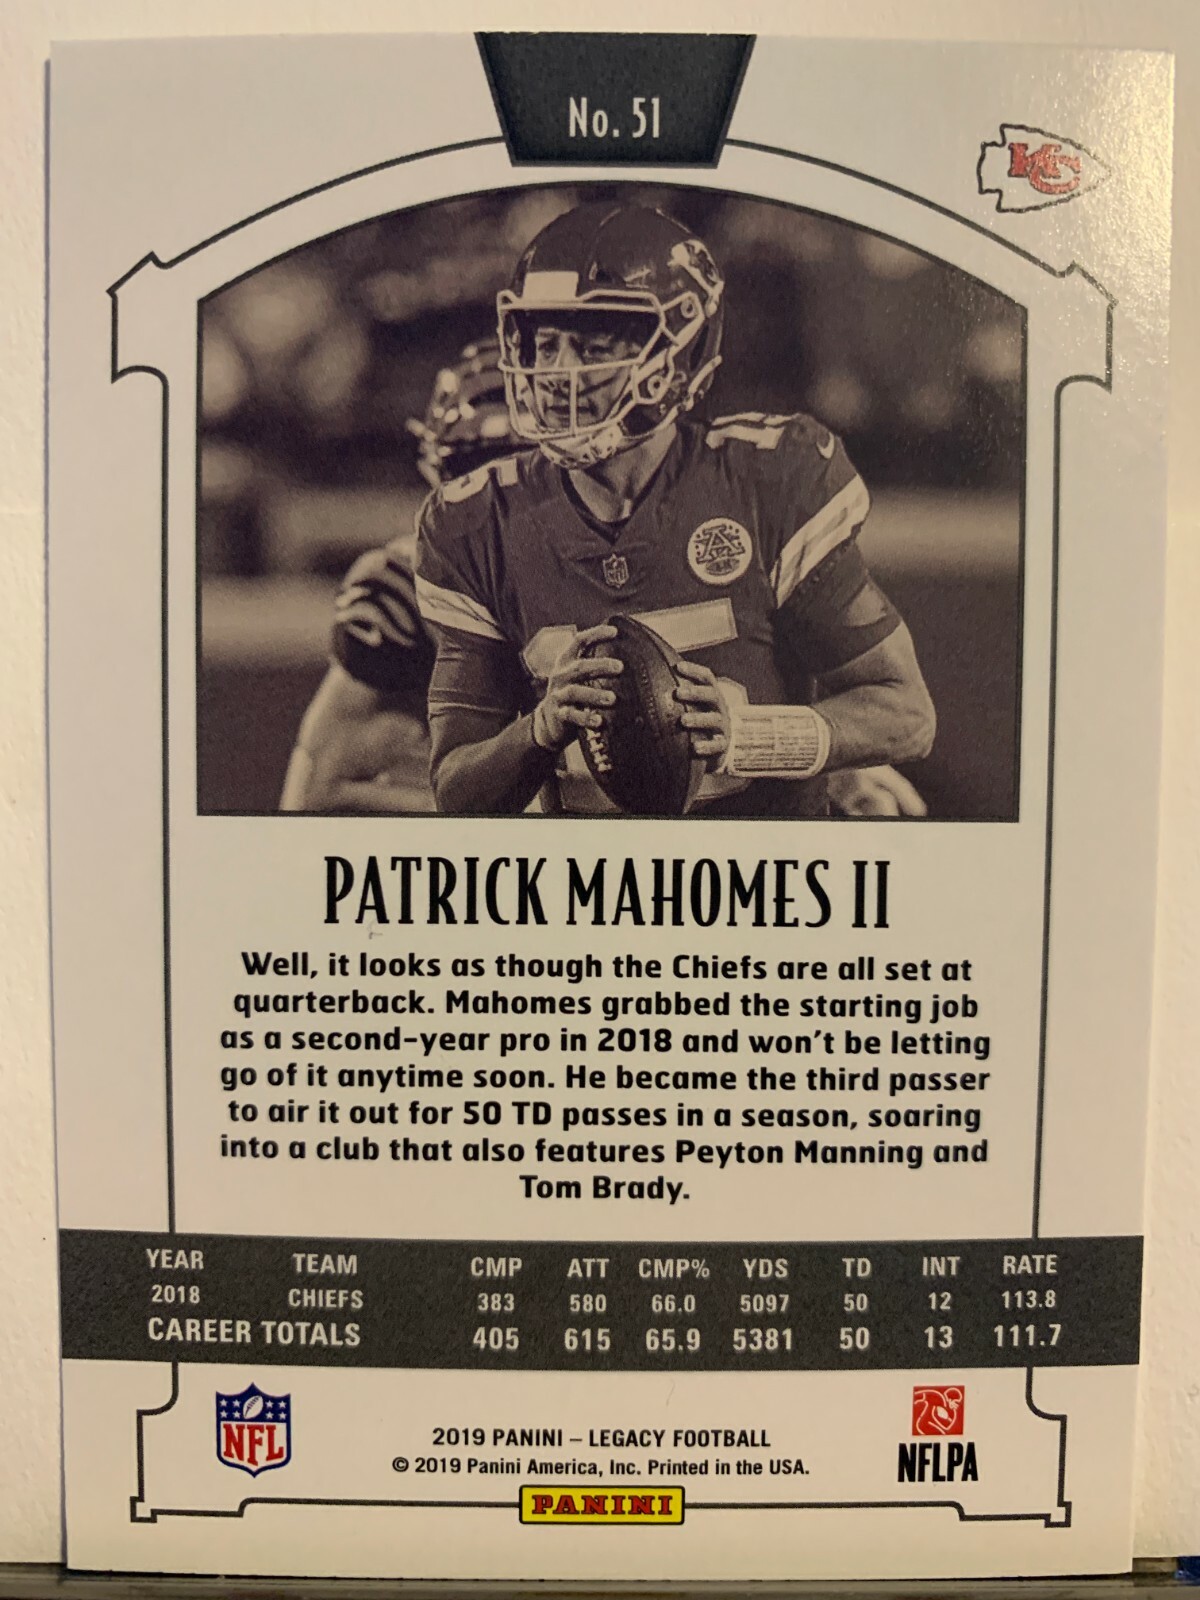 No. 51
KC
15
NFL
PATRICK MAHOMES II
Well, it looks as though the Chiefs are all set at
quarterback. Mahomes grabbed the starting job
as a second-year pro in 2018 and won't be letting
go of it anytime soon. He became the third passer
to air it out for 50 TD passes in a season, soaring
into a club that also features Peyton Manning and
Tom Brady.
YEAR TEAM CMP ATT CMP% YDS TD INT RATE
2018 CHIEFS 383 580 66.0 5097 50 12 113.8
CAREER TOTALS 405 615 65.9 5381 50 13 111.7
NFL
2019 PANINI – LEGACY FOOTBALL
© 2019 Panini America, Inc. Printed in the USA.
NFLPA
PANINI